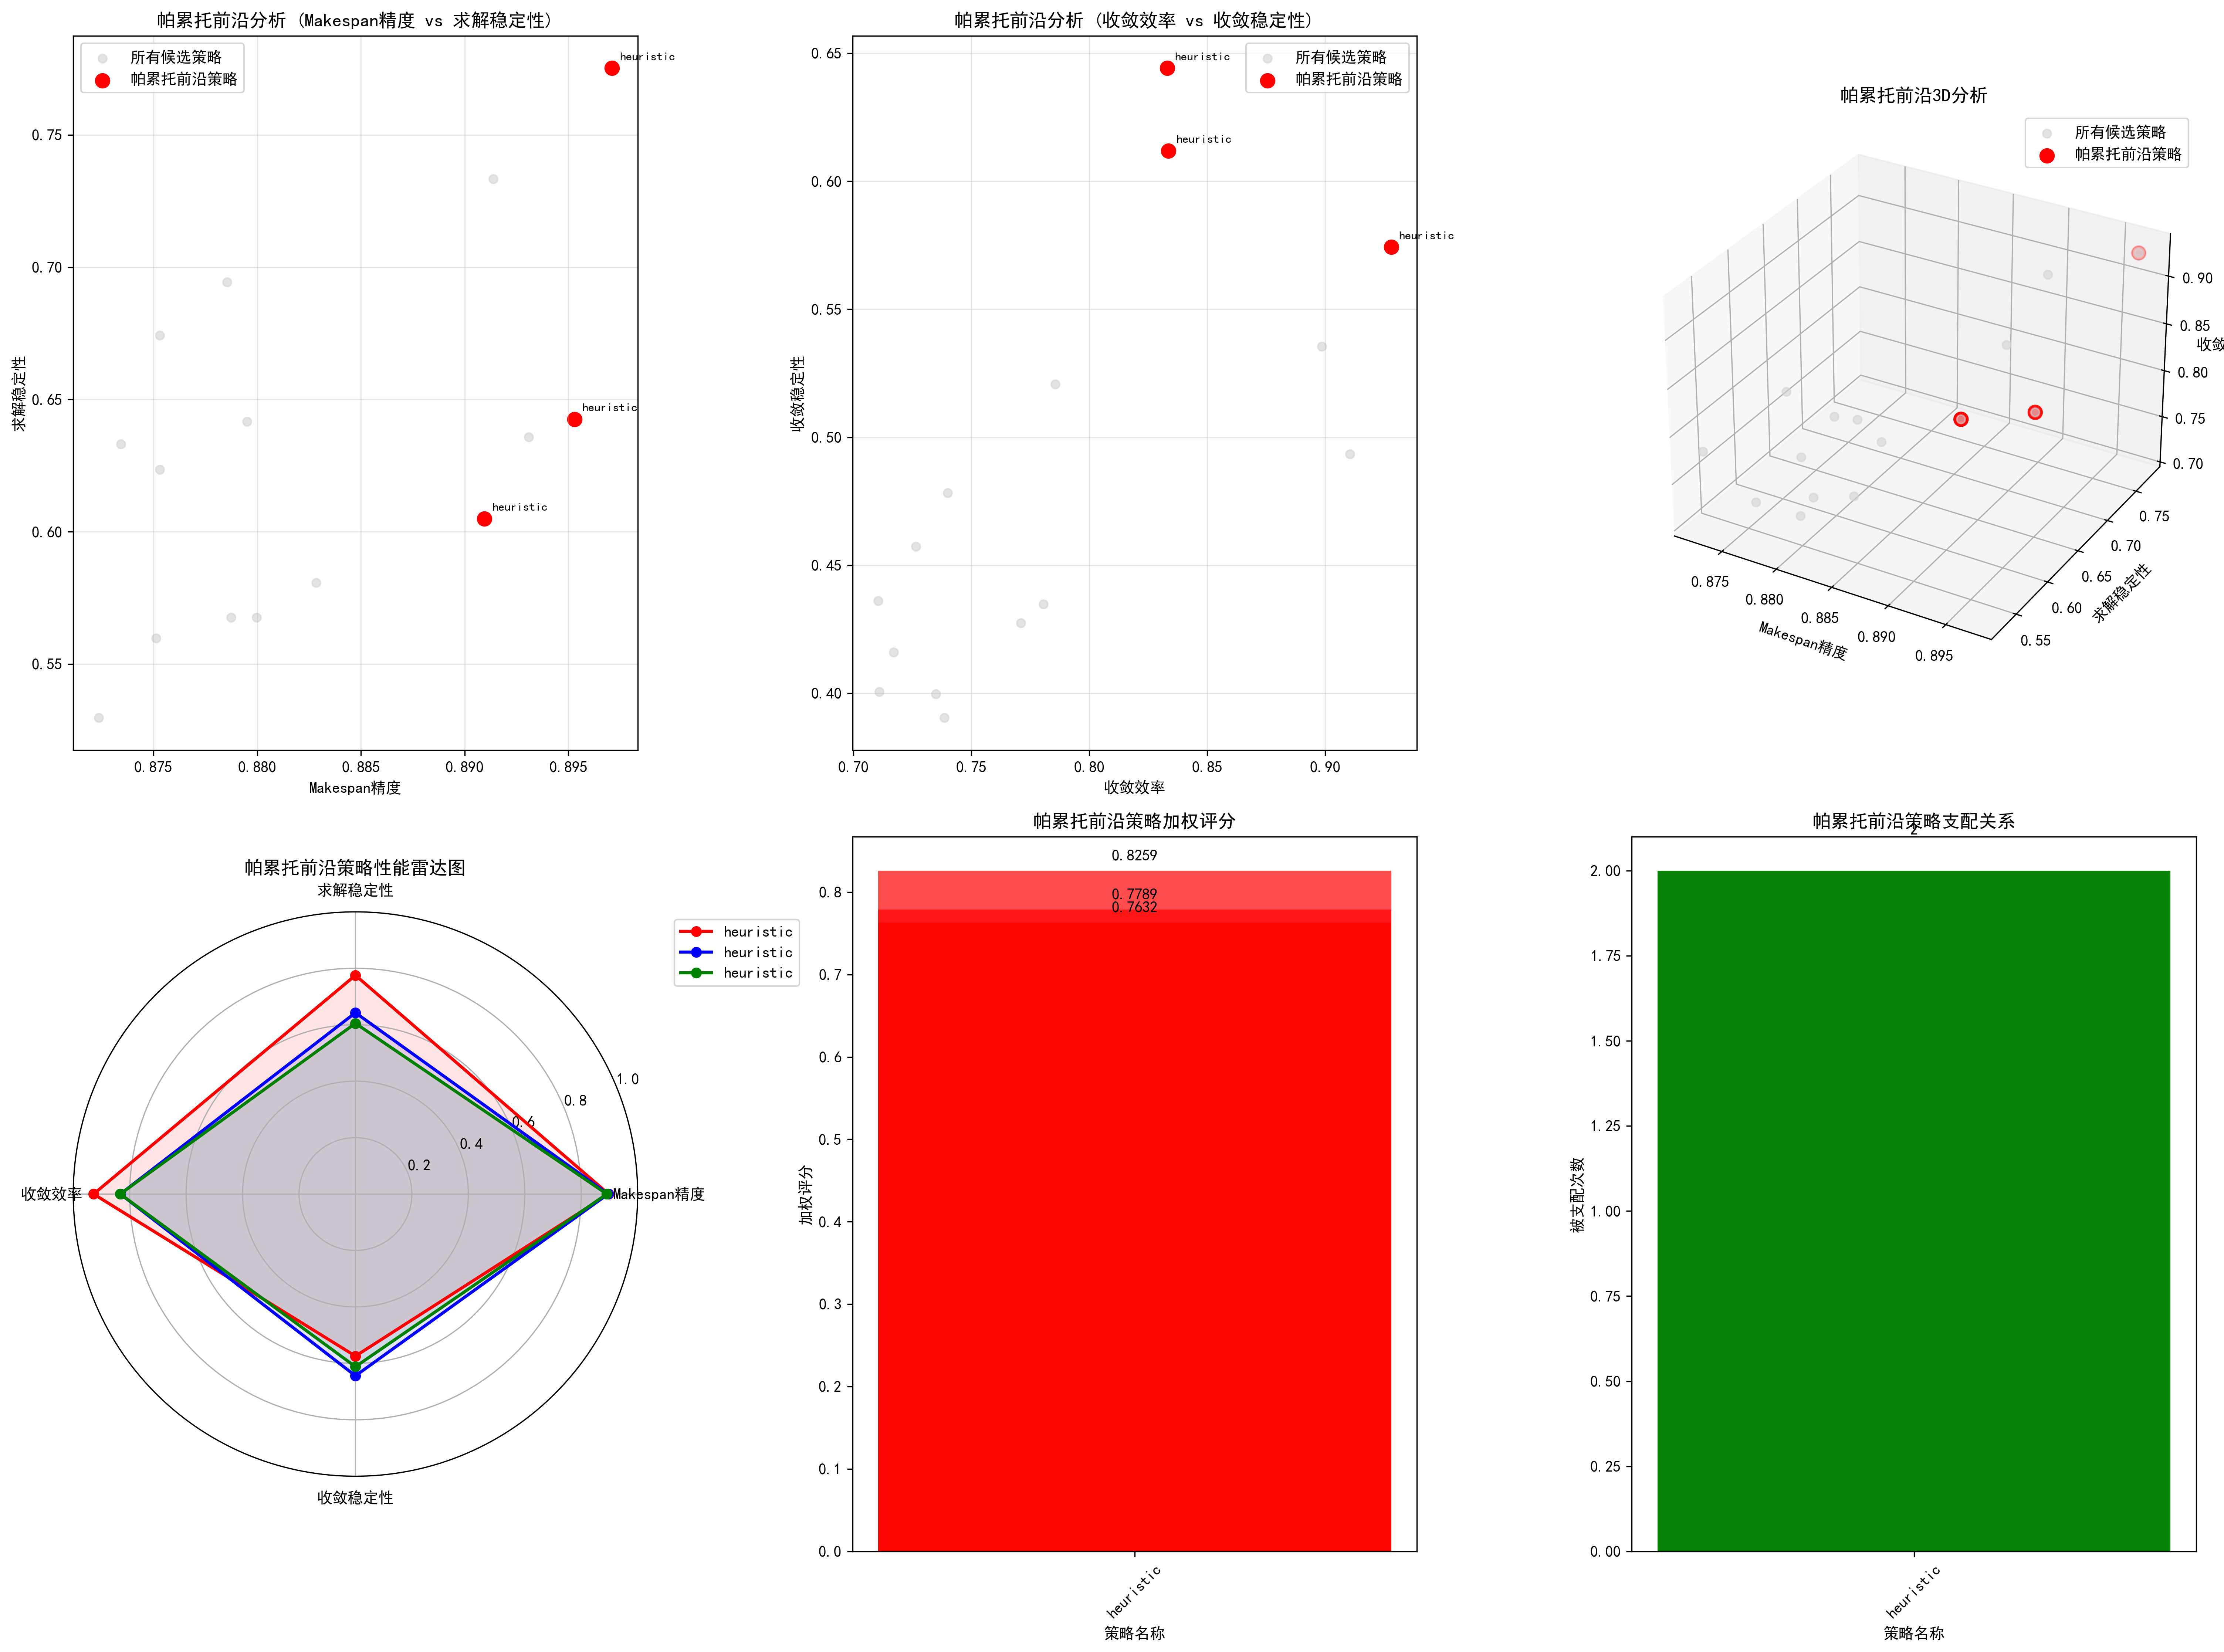 帕累托前沿分析 (Makespan精度 vs 求解稳定性)
所有候选策略
帕累托前沿策略
heuristic
heuristic
heuristic
0.75
0.70
0.65
0.60
0.55
求解稳定性
0.875 0.880 0.885 0.890 0.895
Makespan精度
帕累托前沿分析 (收敛效率 vs 收敛稳定性)
所有候选策略
帕累托前沿策略
heuristic
heuristic
heuristic
0.65
0.60
0.55
0.50
0.45
0.40
收敛稳定性
0.70 0.75 0.80 0.85 0.90
收敛效率
帕累托前沿3D分析
所有候选策略
帕累托前沿策略
0.90
0.85
收敛
0.80
0.75
0.70
0.75
0.70
0.65
0.60
0.55
求解稳定性
0.875
0.880
0.885
0.890
0.895
Makespan精度
帕累托前沿策略性能雷达图
求解稳定性
heuristic
heuristic
heuristic
1.0
0.8
0.6
0.4
0.2
收敛效率
Makespan精度
收敛稳定性
帕累托前沿策略加权评分
0.8259
0.7789
0.7632
0.8
0.7
0.6
0.5
0.4
0.3
0.2
0.1
0.0
加权评分
heuristic
策略名称
帕累托前沿策略支配关系
2
2.00
1.75
1.50
1.25
1.00
0.75
0.50
0.25
0.00
被支配次数
heuristic
策略名称